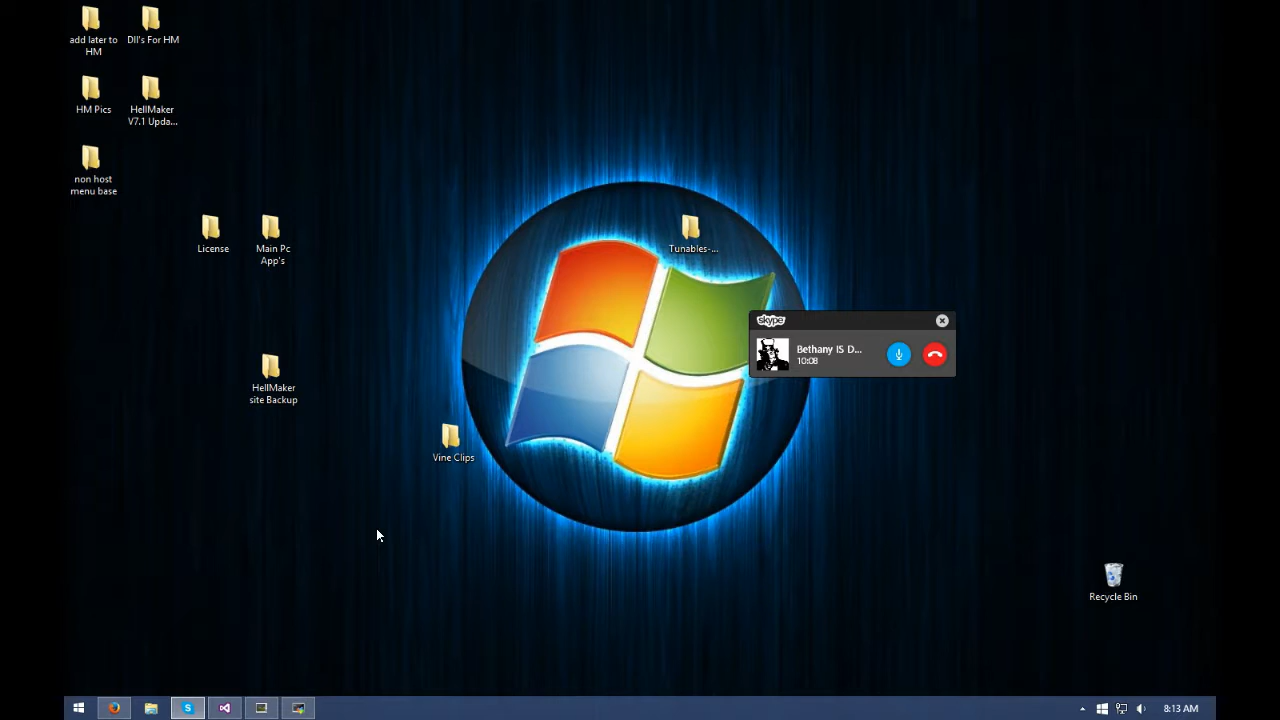 add later to
HM
Dll's For HM
HM Pics
HellMaker
V7.1 Upda...
non host
menu base
License
Main Pc
App's
Tunables-...
skype
Bethany IS D...
10:08
HellMaker
site Backup
Vine Clips
Recycle Bin
8:13 AM